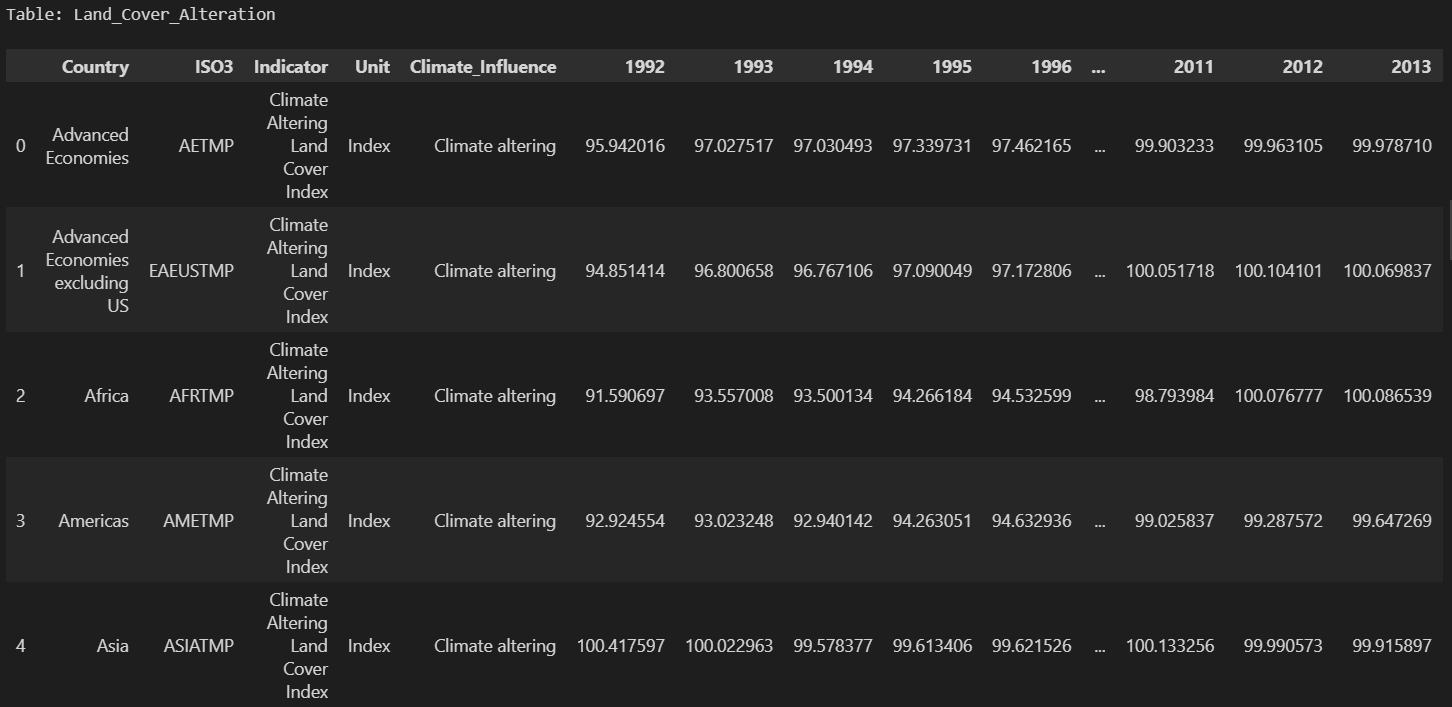 Table: Land_Cover_Alteration
Country ISO3 Indicator Unit Climate_Influence 1992 1993 1994 1995 1996 ... 2011 2012 2013
0 Advanced Economies AETMP Climate Altering Land Cover Index Index Climate altering 95.942016 97.027517 97.030493 97.339731 97.462165 ... 99.903233 99.963105 99.978710
1 Advanced Economies excluding US EAEUSTMP Climate Altering Land Cover Index Index Climate altering 94.851414 96.800658 96.767106 97.090049 97.172806 ... 100.051718 100.104101 100.069837
2 Africa AFRTMP Climate Altering Land Cover Index Index Climate altering 91.590697 93.557008 93.500134 94.266184 94.532599 ... 98.793984 100.076777 100.086539
3 Americas AMETMP Climate Altering Land Cover Index Index Climate altering 92.924554 93.023248 92.940142 94.263051 94.632936 ... 99.025837 99.287572 99.647269
4 Asia ASIATMP Climate Altering Land Cover Index Index Climate altering 100.417597 100.022963 99.578377 99.613406 99.621526 ... 100.133256 99.990573 99.915897